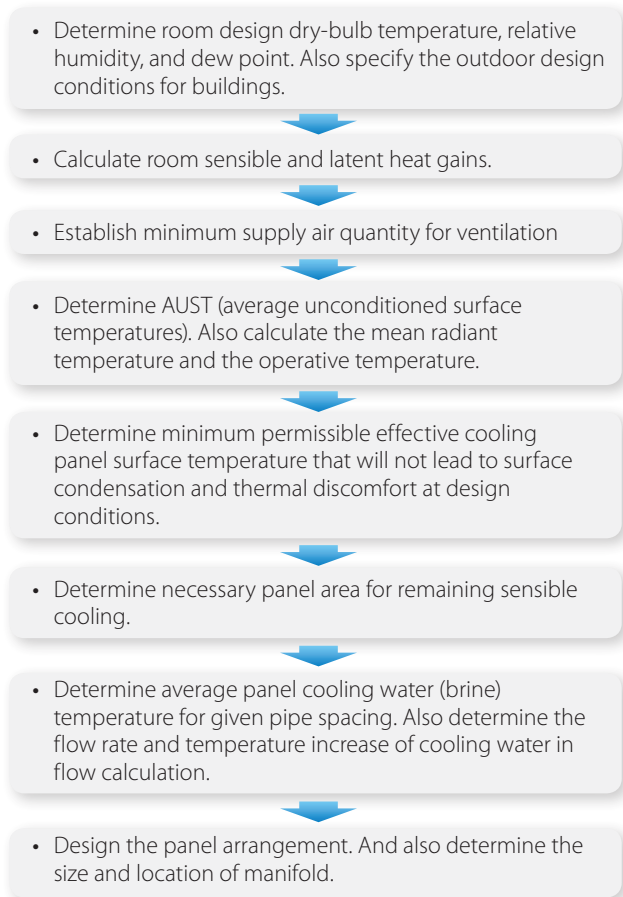 • Determine room design dry-bulb temperature, relative
humidity, and dew point. Also specify the outdoor design
conditions for buildings.
• Calculate room sensible and latent heat gains.
• Establish minimum supply air quantity for ventilation
• Determine AUST (average unconditioned surface
temperatures). Also calculate the mean radiant
temperature and the operative temperature.
• Determine minimum permissible effective cooling
panel surface temperature that will not lead to surface
condensation and thermal discomfort at design
conditions.
• Determine necessary panel area for remaining sensible
cooling.
• Determine average panel cooling water (brine)
temperature for given pipe spacing. Also determine the
flow rate and temperature increase of cooling water in
flow calculation.
• Design the panel arrangement. And also determine the
size and location of manifold.